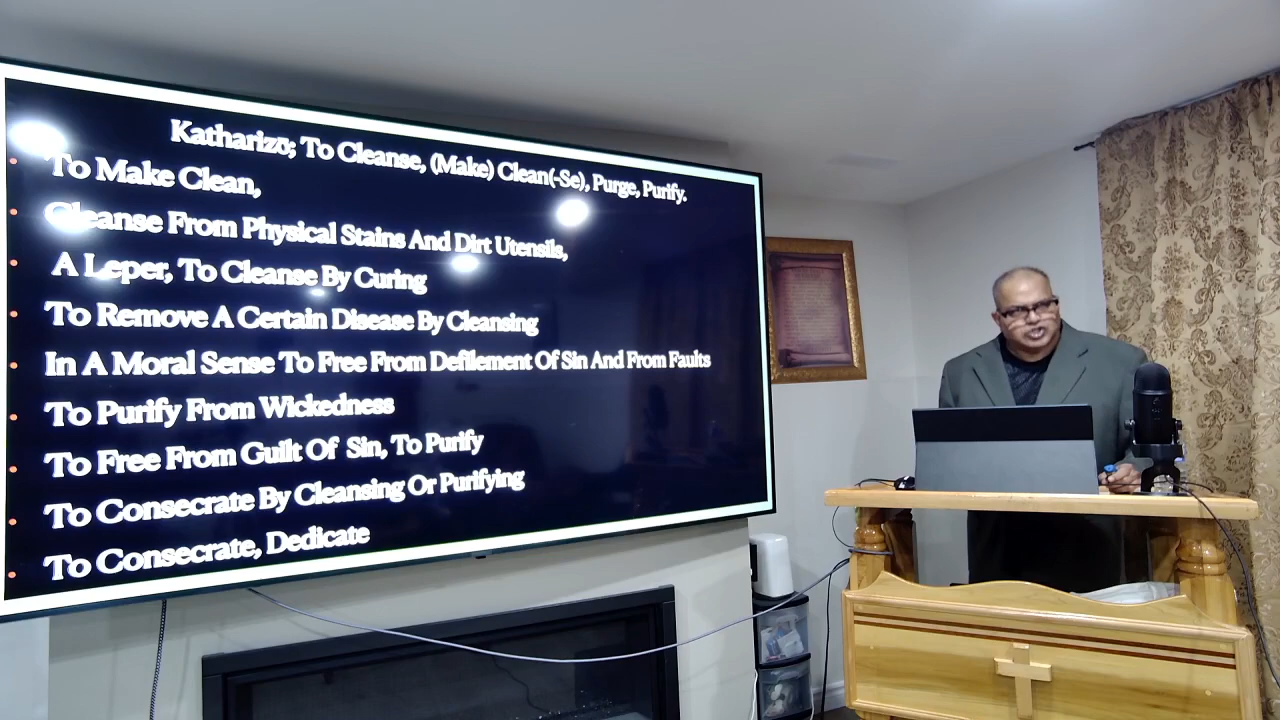 Katharizō; To Cleanse, (Make) Clean(-Se), Purge, Purify.
To Make Clean,
Cleanse From Physical Stains And Dirt Utensils,
A Leper, To Cleanse By Curing
To Remove A Certain Disease By Cleansing
In A Moral Sense To Free From Defilement Of Sin And From Faults
To Purify From Wickedness
To Free From Guilt Of Sin, To Purify
To Consecrate By Cleansing Or Purifying
To Consecrate, Dedicate